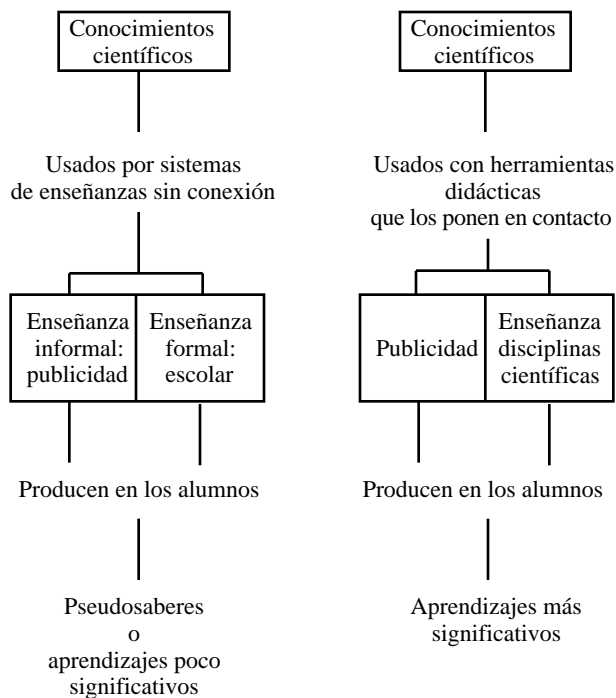 Conocimientos
científicos
Usados por sistemas
de enseñanzas sin conexión
Enseñanza
informal:
publicidad
Enseñanza
formal:
escolar
Producen en los alumnos
Pseudosaberes
o
aprendizajes poco
significativos
Conocimientos
científicos
Usados con herramientas
didácticas
que los ponen en contacto
Publicidad
Enseñanza
disciplinas
científicas
Producen en los alumnos
Aprendizajes más
significativos